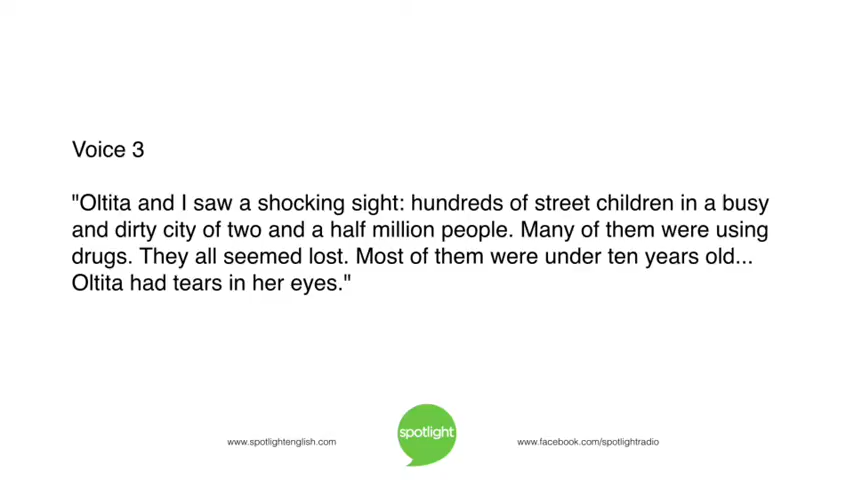 Voice 3
"Oltita and I saw a shocking sight: hundreds of street children in a busy
and dirty city of two and a half million people. Many of them were using
drugs. They all seemed lost. Most of them were under ten years old...
Oltita had tears in her eyes."
www.spotlightenglish.com
spotlight
www.facebook.com/spotlightradio